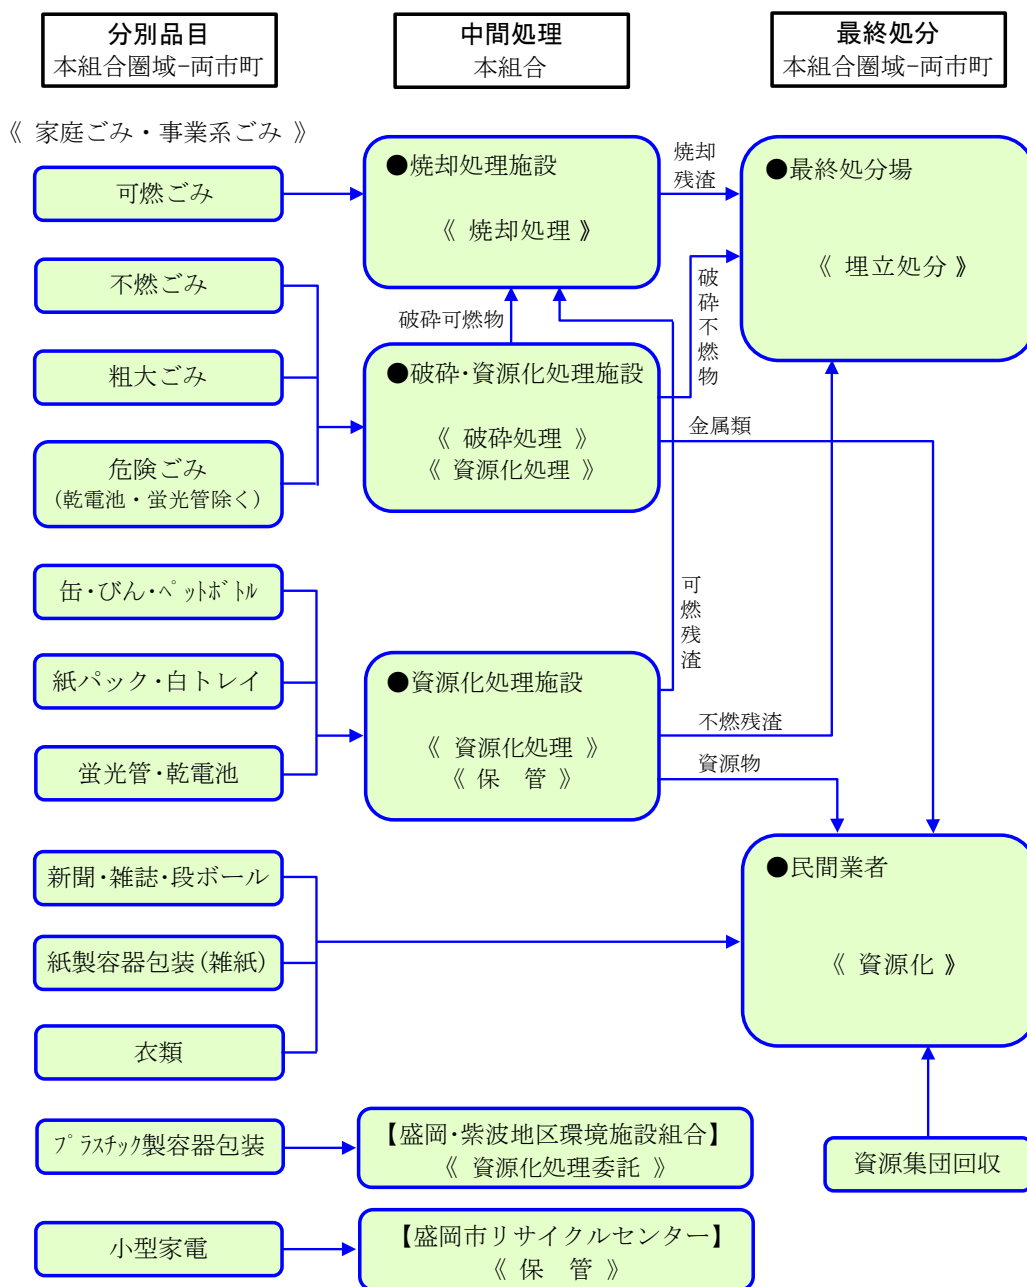 分別品目
本組合圏域−両市町
中間処理
本組合
最終処分
本組合圏域−両市町
《 家庭ごみ・事業系ごみ 》
可燃ごみ
不燃ごみ
粗大ごみ
危険ごみ
(乾電池・蛍光管除く)
缶・びん・ペットボトル
紙パック・白トレイ
蛍光管・乾電池
新聞・雑誌・段ボール
紙製容器包装(雑紙)
衣類
プラスチック製容器包装
小型家電
●焼却処理施設
《 焼却処理 》
破砕可燃物
●破砕・資源化処理施設
《 破砕処理 》
《 資源化処理 》
●資源化処理施設
《 資源化処理 》
《 保　管 》
【盛岡・紫波地区環境施設組合】
《 資源化処理委託 》
【盛岡市リサイクルセンター】
《 保　管 》
焼却
残渣
破砕不燃物
金属類
可燃残渣
不燃残渣
資源物
●最終処分場
《 埋立処分 》
●民間業者
《 資源化 》
資源集団回収